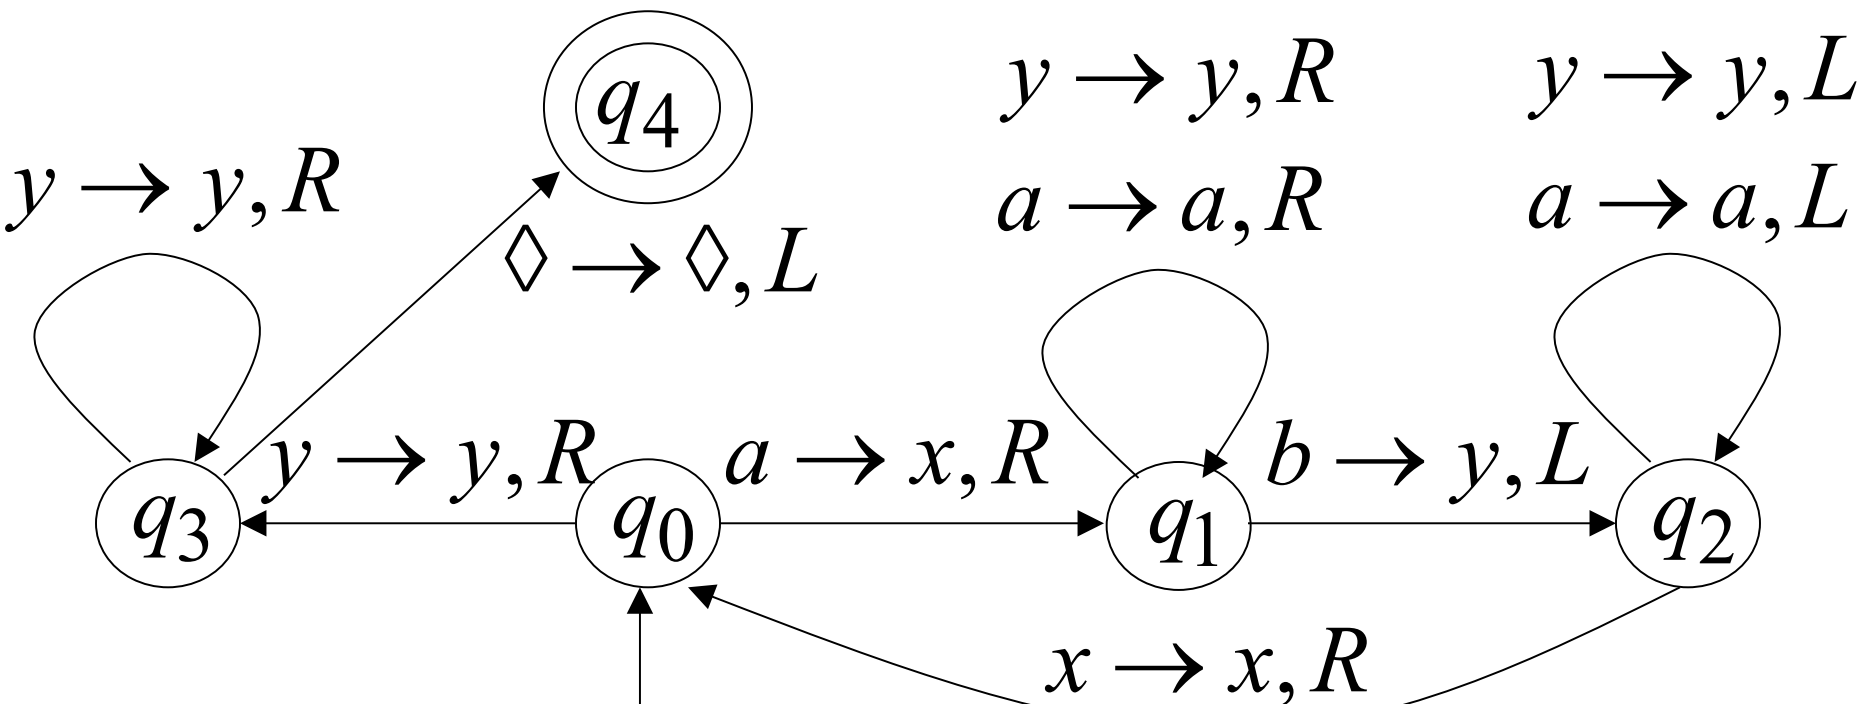 q4
y → y, R
y → y, L
y → y, R
a → a, R
a → a, L
◊ → ◊, L
y → y, R
a → x, R
b → y, L
q3
q0
q1
q2
x → x, R